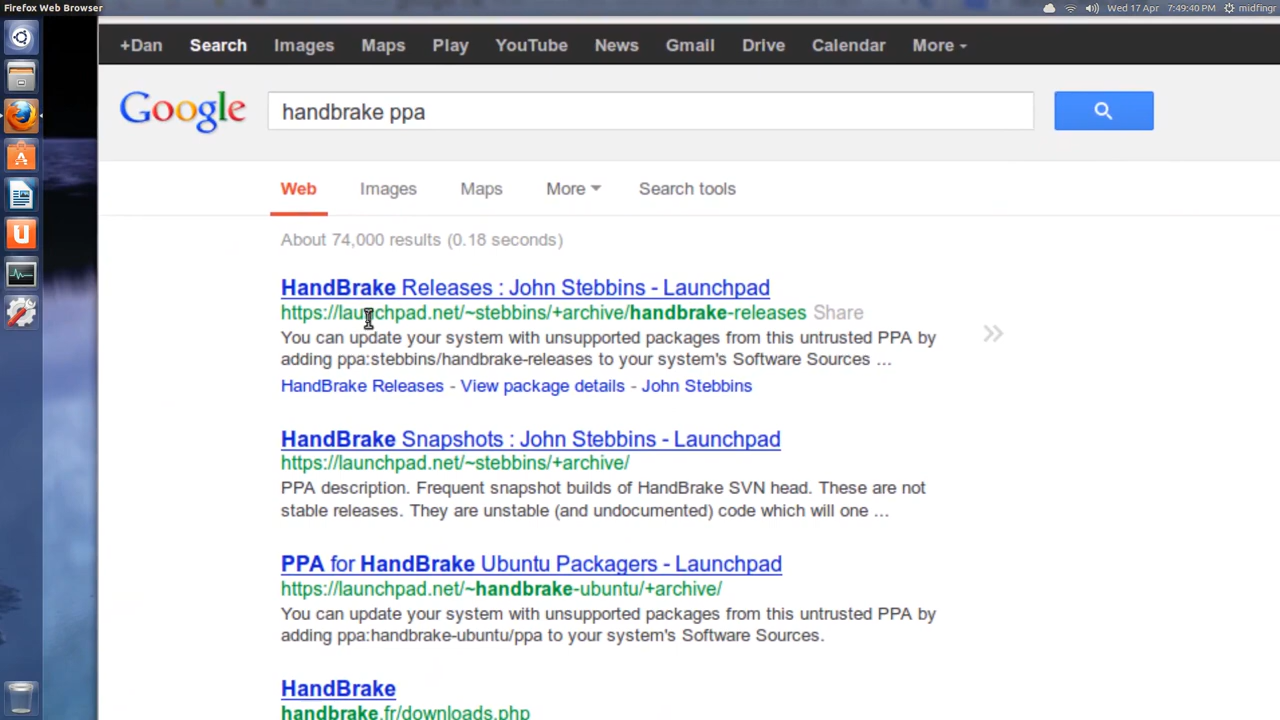 Firefox Web Browser
Wed 17 Apr 7:49:40 PM midfingr
+Dan Search Images Maps Play YouTube News Gmail Drive Calendar More
Google
handbrake ppa
Web Images Maps More Search tools
About 74,000 results (0.18 seconds)
HandBrake Releases : John Stebbins - Launchpad
https://launchpad.net/~stebbins/+archive/handbrake-releases Share
You can update your system with unsupported packages from this untrusted PPA by
adding ppa:stebbins/handbrake-releases to your system's Software Sources ...
HandBrake Releases - View package details - John Stebbins
HandBrake Snapshots : John Stebbins - Launchpad
https://launchpad.net/~stebbins/+archive/
PPA description. Frequent snapshot builds of HandBrake SVN head. These are not
stable releases. They are unstable (and undocumented) code which will one ...
PPA for HandBrake Ubuntu Packagers - Launchpad
https://launchpad.net/~handbrake-ubuntu/+archive/
You can update your system with unsupported packages from this untrusted PPA by
adding ppa:handbrake-ubuntu/ppa to your system's Software Sources.
HandBrake
handbrake.fr/downloads.php